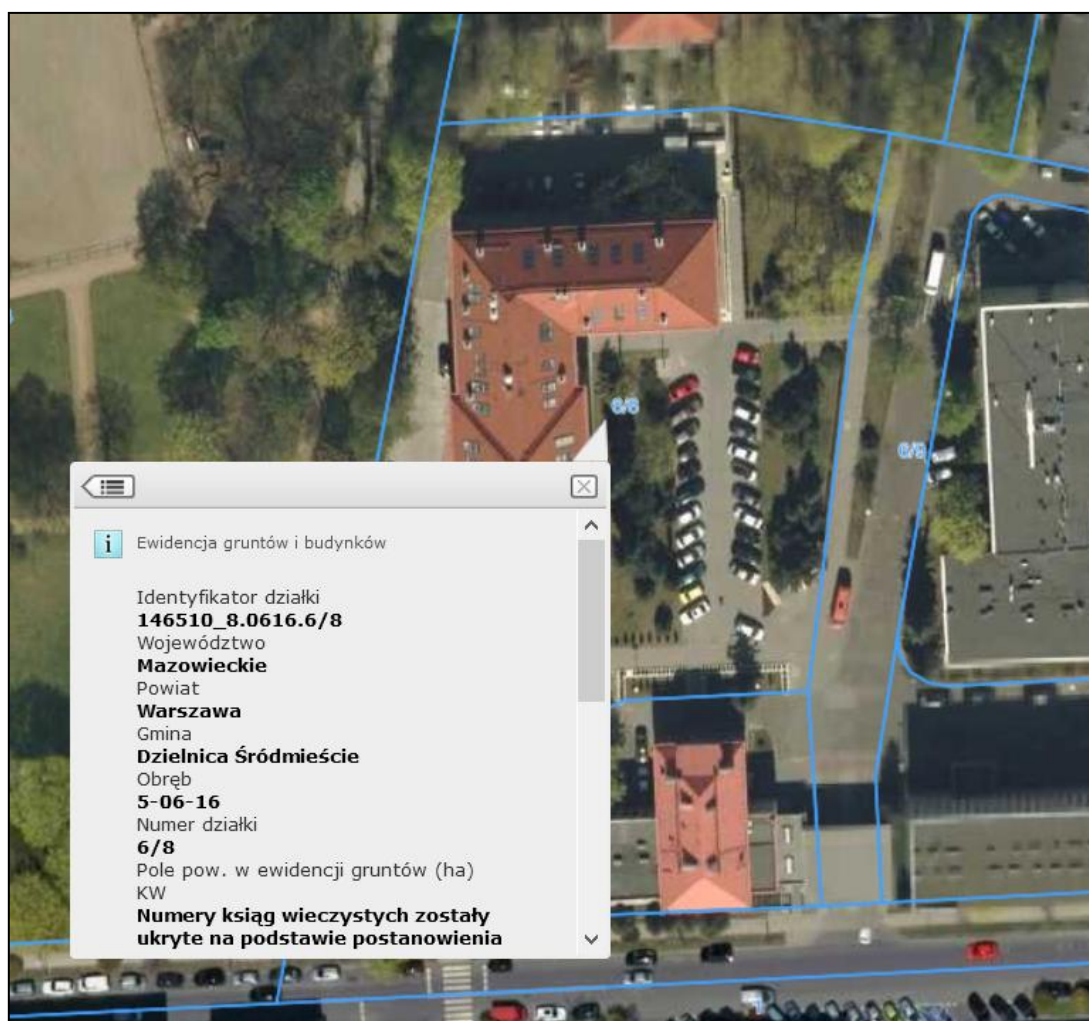 6/8
6/9
i Ewidencja gruntów i budynków
Identyfikator działki
146510_8.0616.6/8
Województwo
Mazowieckie
Powiat
Warszawa
Gmina
Dzielnica Śródmieście
Obręb
5-06-16
Numer działki
6/8
Pole pow. w ewidencji gruntów (ha)
KW
Numery ksiąg wieczystych zostały
ukryte na podstawie postanowienia